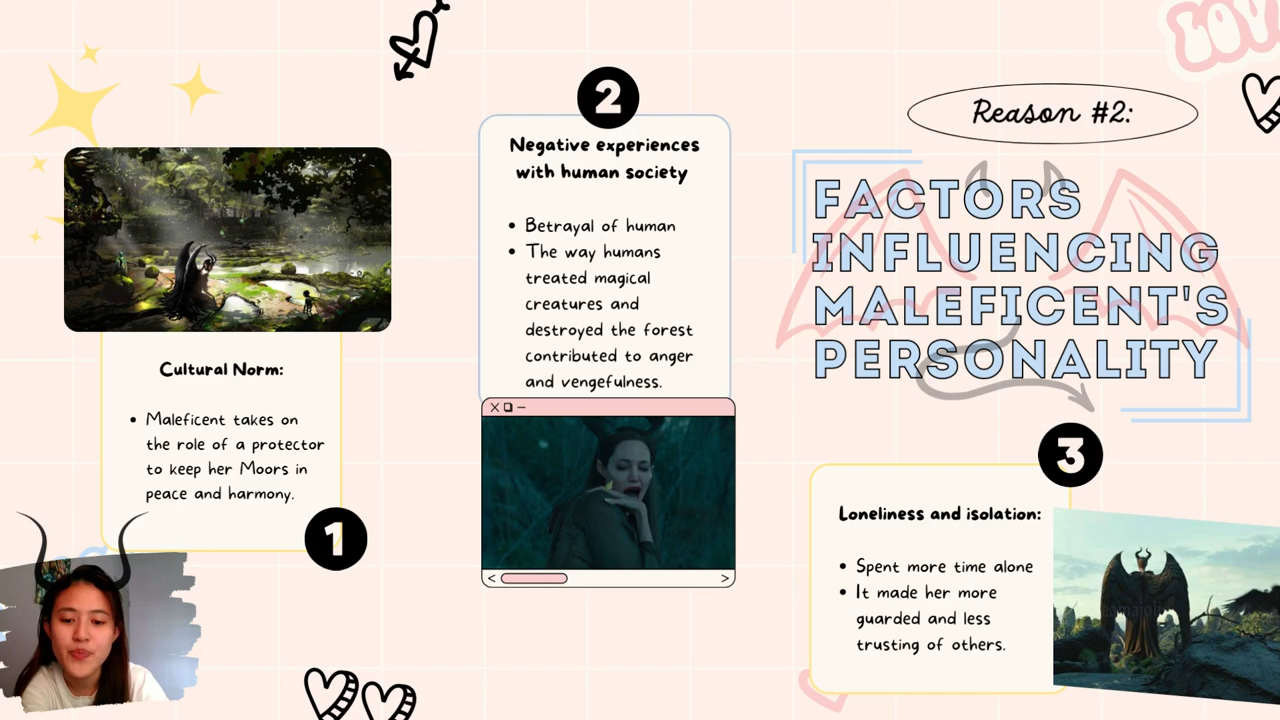 LOV
Reason #2:
FACTORS
INFLUENCING
MALEFICENT'S
PERSONALITY
Cultural Norm:
• Maleficent takes on
the role of a protector
to keep her Moors in
peace and harmony.
1
2
Negative experiences
with human society
• Betrayal of human
• The way humans
treated magical
creatures and
destroyed the forest
contributed to anger
and vengefulness.
3
Loneliness and isolation:
• Spent more time alone
• It made her more
guarded and less
trusting of others.